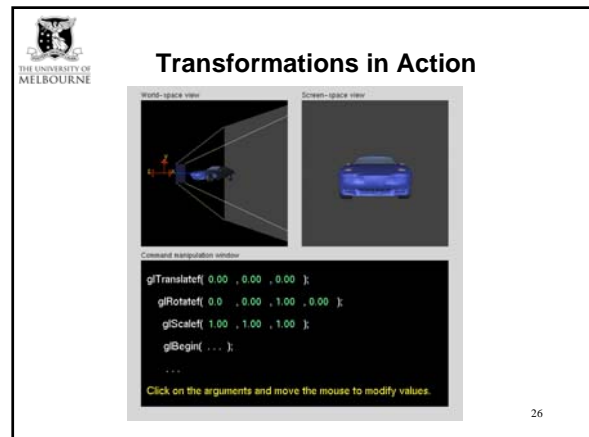 THE UNIVERSITY OF
MELBOURNE
Transformations in Action
World-space view
Screen-space view
Command manipulation window
glTranslatef( 0.00 , 0.00 , 0.00 );
glRotatef( 0.0 , 0.00 , 1.00 , 0.00 );
glScalef( 1.00 , 1.00 , 1.00 );
glBegin( . . . );
. . .
Click on the arguments and move the mouse to modify values.
26